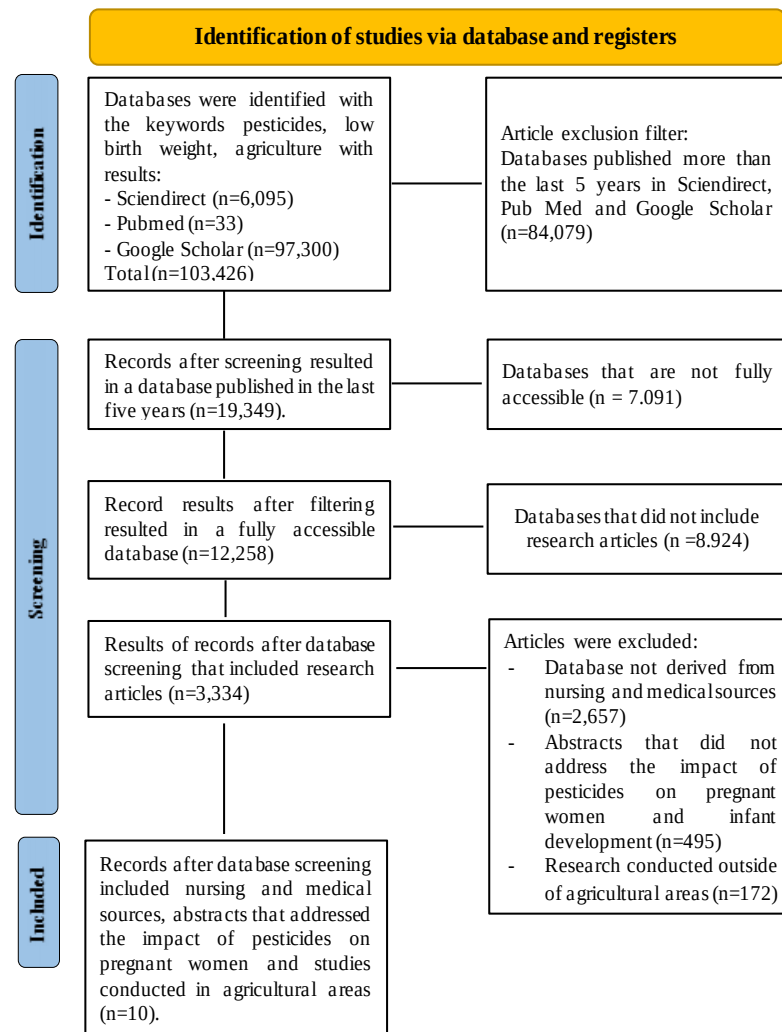 Identification of studies via database and registers
Identification
Databases were identified with
the keywords pesticides, low
birth weight, agriculture with
results:
- Sciendirect (n=6,095)
- Pubmed (n=33)
- Google Scholar (n=97,300)
Total (n=103,426)
Article exclusion filter:
Databases published more than
the last 5 years in Sciendirect,
Pub Med and Google Scholar
(n=84,079)
Screening
Records after screening resulted
in a database published in the last
five years (n=19,349).
Databases that are not fully
accessible (n = 7.091)
Record results after filtering
resulted in a fully accessible
database (n=12,258)
Databases that did not include
research articles (n =8.924)
Results of records after database
screening that included research
articles (n=3,334)
Articles were excluded:
- Database not derived from
nursing and medical sources
(n=2,657)
- Abstracts that did not
address the impact of
pesticides on pregnant
women and infant
development (n=495)
- Research conducted outside
of agricultural areas (n=172)
Included
Records after database screening
included nursing and medical
sources, abstracts that addressed
the impact of pesticides on
pregnant women and studies
conducted in agricultural areas
(n=10).